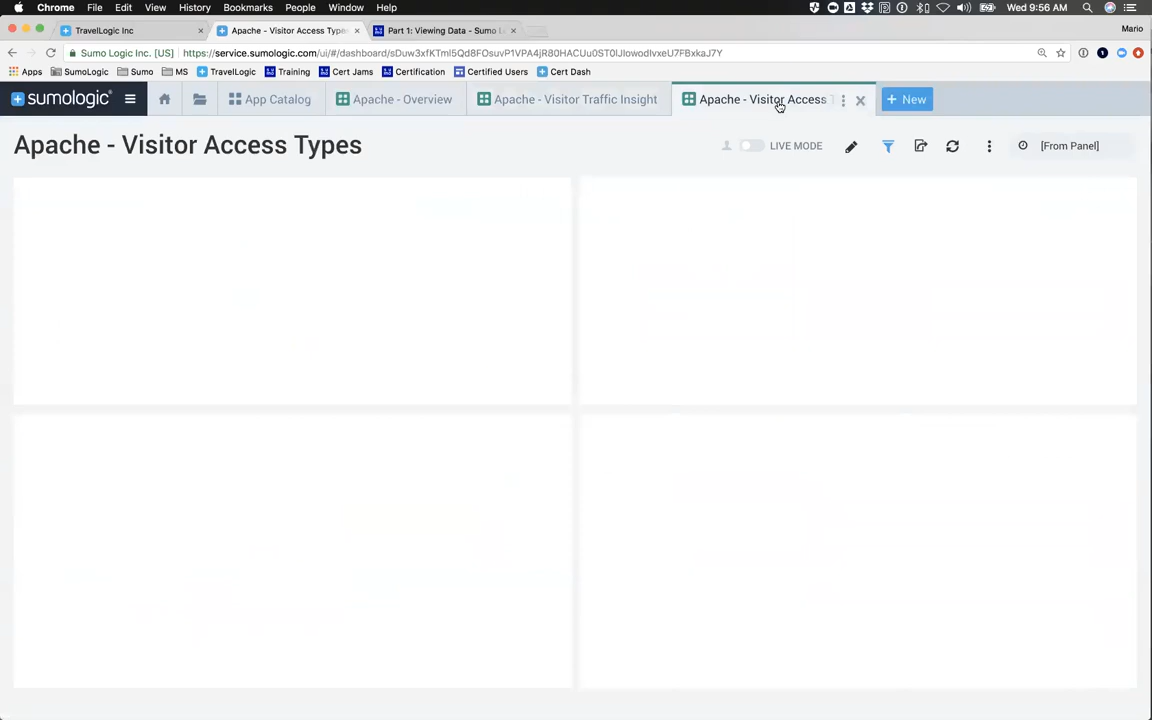 Chrome File Edit View History Bookmarks People Window Help Wed 9:56 AM
TravelLogic Inc Apache - Visitor Access Types Part 1: Viewing Data - Sumo L Mario
Sumo Logic Inc. [US] https://service.sumologic.com/ui/#/dashboard/
Apps SumoLogic Sumo MS TravelLogic Training Cert Jams Certification Certified Users Cert Dash
sumologic App Catalog Apache - Overview Apache - Visitor Traffic Insight Apache - Visitor Access T + New
Apache - Visitor Access Types LIVE MODE [From Panel]